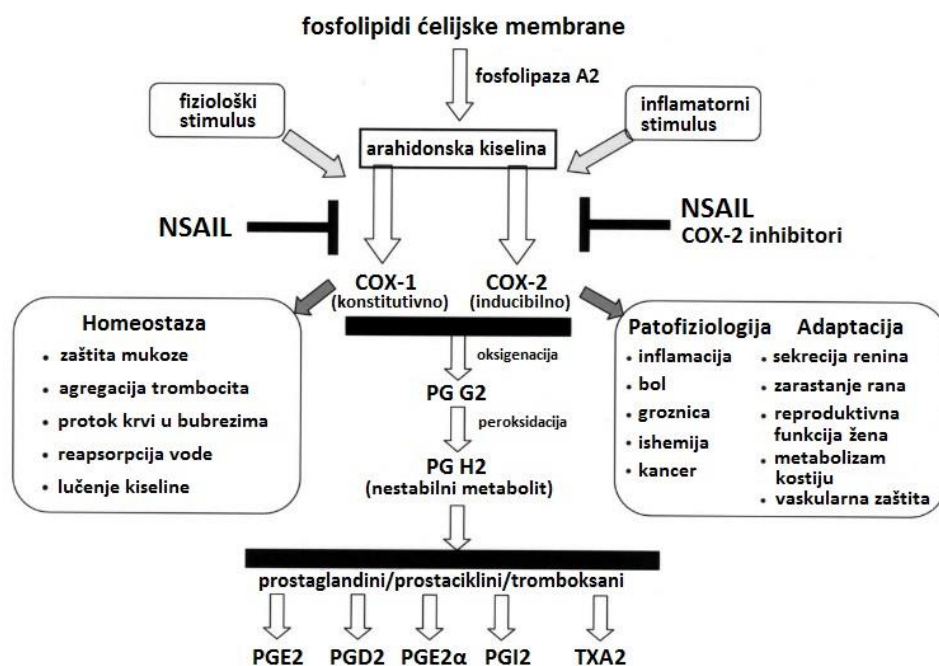 fosfolipidi ćelijske membrane
fosfolipaza A2
fiziološki
stimulus
inflamatorni
stimulus
arahidonska kiselina
NSAIL
NSAIL
COX-2 inhibitori
COX-1
(konstitutivno)
COX-2
(inducibilno)
Homeostaza
• zaštita mukoze
• agregacija trombocita
• protok krvi u bubrezima
• reapsorpcija vode
• lučenje kiseline
oksigenacija
PG G2
peroksidacija
PG H2
(nestabilni metabolit)
Patofiziologija
• inflamacija
• bol
• groznica
• ishemija
• kancer
Adaptacija
• sekrecija renina
• zarastanje rana
• reproduktivna
funkcija žena
• metabolizam
kostiju
• vaskularna zaštita
prostaglandini/prostaciklini/tromboksani
PGE2
PGD2
PGE2α
PGI2
TXA2